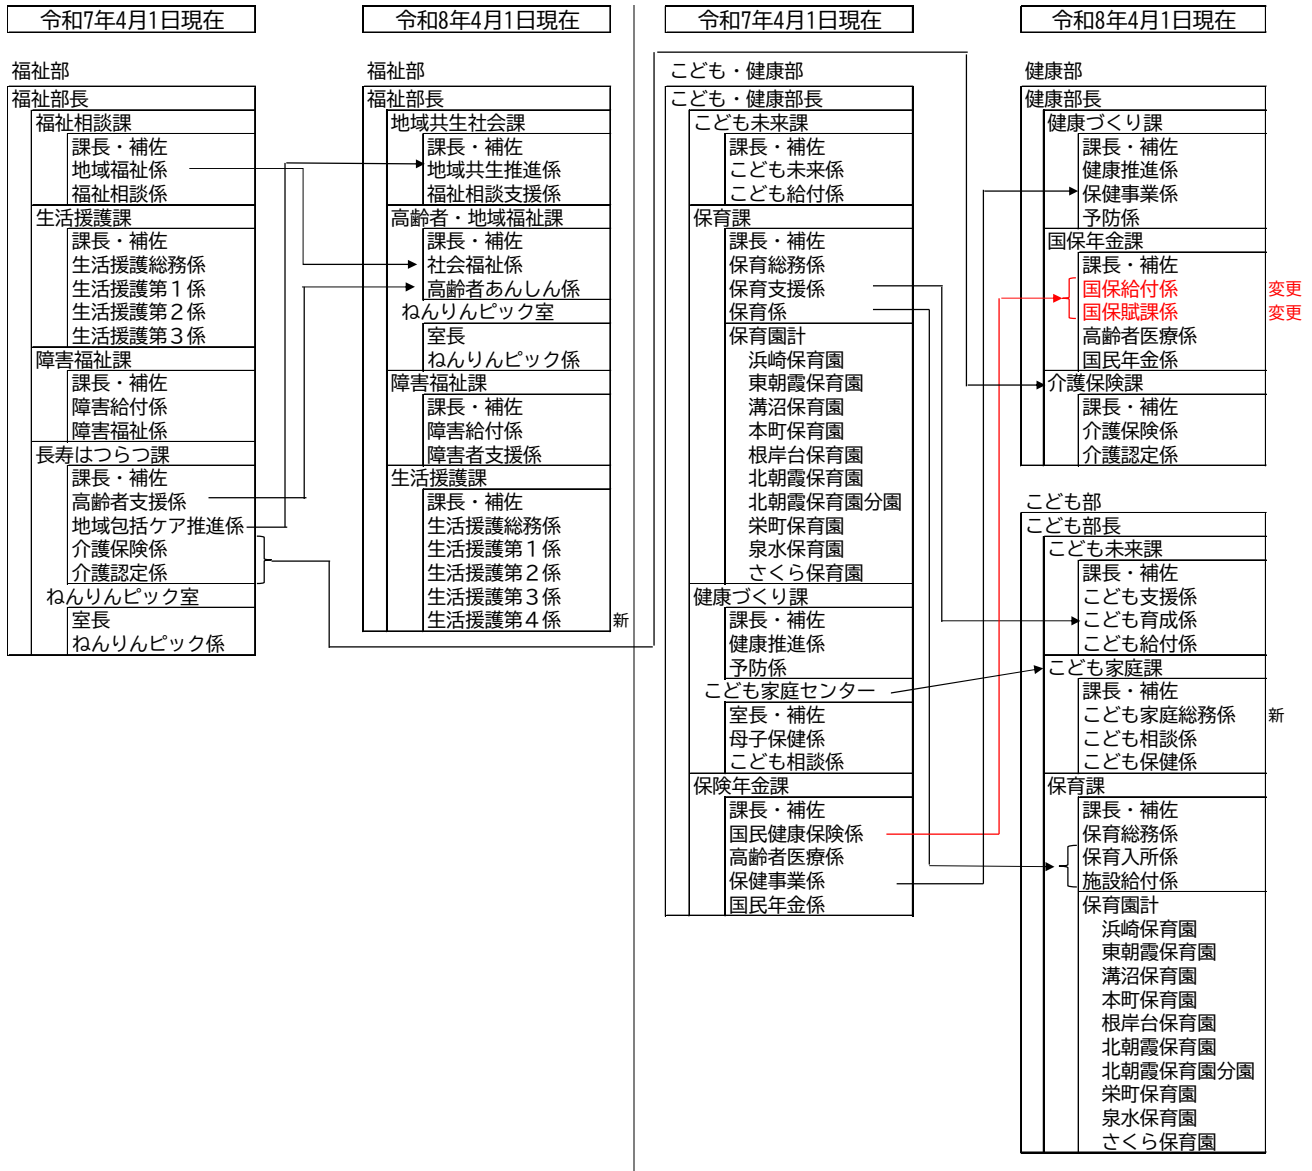 令和7年4月1日現在
福祉部
福祉部長
福祉相談課
課長・補佐
地域福祉係
福祉相談係
生活援護課
課長・補佐
生活援護総務係
生活援護第１係
生活援護第２係
生活援護第３係
障害福祉課
課長・補佐
障害給付係
障害福祉係
長寿はつらつ課
課長・補佐
高齢者支援係
地域包括ケア推進係
介護保険係
介護認定係
ねんりんピック室
室長
ねんりんピック係
令和8年4月1日現在
福祉部
福祉部長
地域共生社会課
課長・補佐
地域共生推進係
福祉相談支援係
高齢者・地域福祉課
課長・補佐
社会福祉係
高齢者あんしん係
ねんりんピック室
室長
ねんりんピック係
障害福祉課
課長・補佐
障害給付係
障害者支援係
生活援護課
課長・補佐
生活援護総務係
生活援護第１係
生活援護第２係
生活援護第３係
生活援護第４係 新
令和7年4月1日現在
こども・健康部
こども・健康部長
こども未来課
課長・補佐
こども未来係
こども給付係
保育課
課長・補佐
保育総務係
保育支援係
保育係
保育園計
浜崎保育園
東朝霞保育園
溝沼保育園
本町保育園
根岸台保育園
北朝霞保育園
北朝霞保育園分園
栄町保育園
泉水保育園
さくら保育園
健康づくり課
課長・補佐
健康推進係
予防係
こども家庭センター
室長・補佐
母子保健係
こども相談係
保険年金課
課長・補佐
国民健康保険係
高齢者医療係
保健事業係
国民年金係
令和8年4月1日現在
健康部
健康部長
健康づくり課
課長・補佐
健康推進係
保健事業係
予防係
国保年金課
課長・補佐
国保給付係 変更
国保賦課係 変更
高齢者医療係
国民年金係
介護保険課
課長・補佐
介護保険係
介護認定係
こども部
こども部長
こども未来課
課長・補佐
こども支援係
こども育成係
こども給付係
こども家庭課
課長・補佐
こども家庭総務係 新
こども相談係
こども保健係
保育課
課長・補佐
保育総務係
保育入所係
施設給付係
保育園計
浜崎保育園
東朝霞保育園
溝沼保育園
本町保育園
根岸台保育園
北朝霞保育園
北朝霞保育園分園
栄町保育園
泉水保育園
さくら保育園